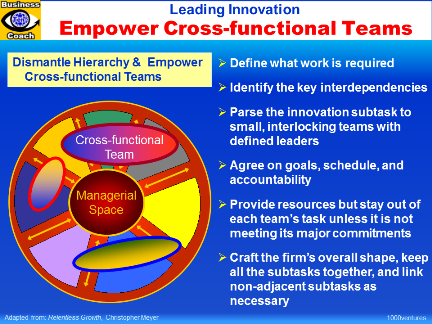 Business
Coach
Leading Innovation
Empower Cross-functional Teams
Dismantle Hierarchy & Empower
Cross-functional Teams
Cross-functional
Team
Managerial
Space
Define what work is required
Identify the key interdependencies
Parse the innovation subtask to
small, interlocking teams with
defined leaders
Agree on goals, schedule, and
accountability
Provide resources but stay out of
each team's task unless it is not
meeting its major commitments
Craft the firm's overall shape, keep
all the subtasks together, and link
non-adjacent subtasks as
necessary
Adapted from: Relentless Growth, Christopher Meyer
1000ventures